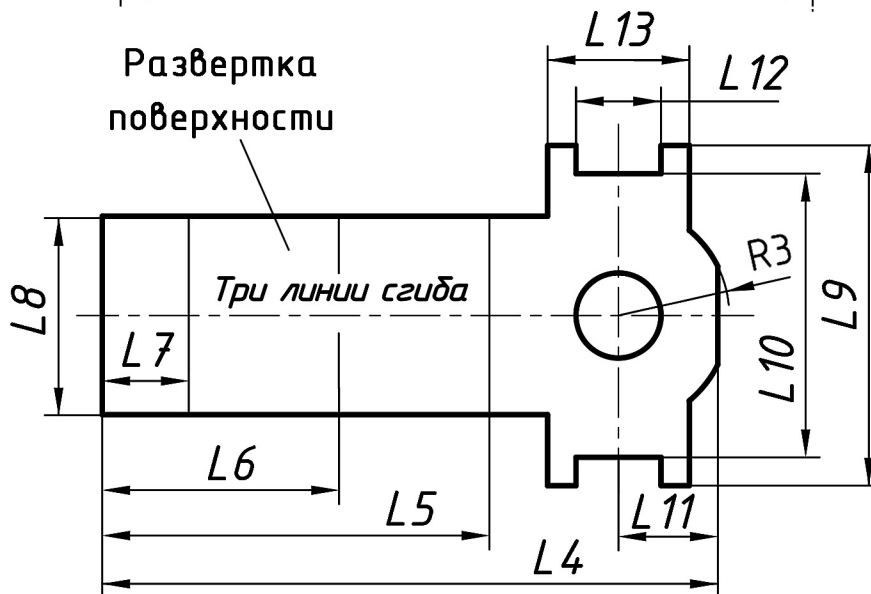 L13
Развертка
L12
поверхности
R3
Три линии сгиба
L8
L9
L7
L10
L6
L11
L5
L4